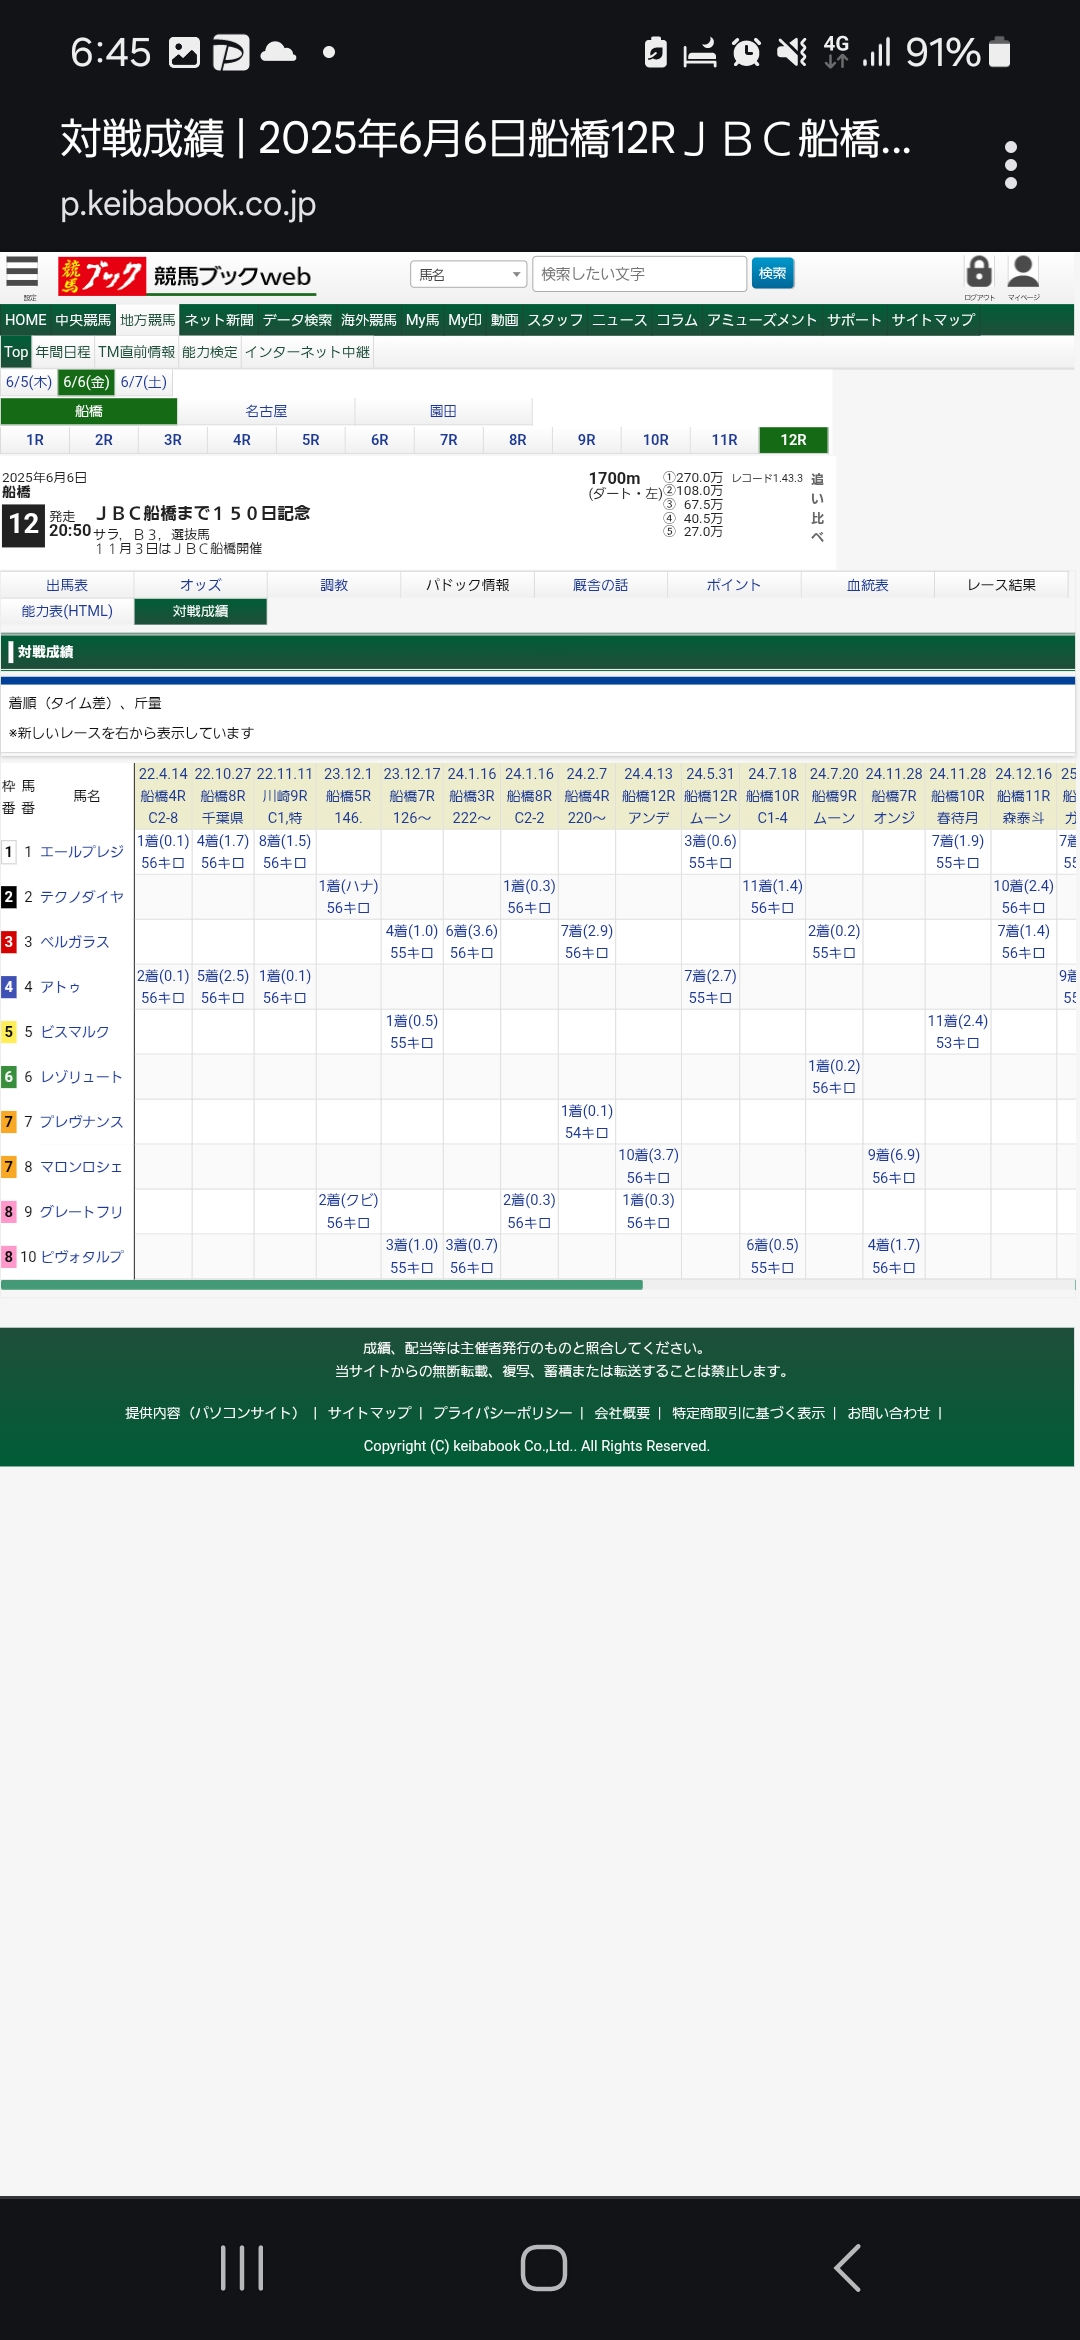 6:45 4G 91%
対戦成績 | 2025年6月6日船橋12RＪＢＣ船橋...
p.keibabook.co.jp
設定 競馬ブック 競馬ブックweb 馬名 検索したい文字 検索 ログアウト マイページ
HOME 中央競馬 地方競馬 ネット新聞 データ検索 海外競馬 My馬 My印 動画 スタッフ ニュース コラム アミューズメント サポート サイトマップ
Top 年間日程 TM直前情報 能力検定 インターネット中継
6/5(木) 6/6(金) 6/7(土)
船橋 名古屋 園田
1R 2R 3R 4R 5R 6R 7R 8R 9R 10R 11R 12R
2025年6月6日
船橋
12 発走 20:50 ＪＢＣ船橋まで１５０日記念
サラ，Ｂ３，選抜馬
１１月３日はＪＢＣ船橋開催
1700m
(ダート・左)
①270.0万
②108.0万
③ 67.5万
④ 40.5万
⑤ 27.0万
レコード1.43.3
追い比べ
出馬表 オッズ 調教 パドック情報 厩舎の話 ポイント 血統表 レース結果
能力表(HTML) 対戦成績
対戦成績
着順（タイム差）、斤量
※新しいレースを右から表示しています
枠番 馬番 馬名
22.4.14 22.10.27 22.11.11 23.12.1 23.12.17 24.1.16 24.1.16 24.2.7 24.4.13 24.5.31 24.7.18 24.7.20 24.11.28 24.11.28 24.12.16 25
船橋4R 船橋8R 川崎9R 船橋5R 船橋7R 船橋3R 船橋8R 船橋4R 船橋12R 船橋12R 船橋10R 船橋9R 船橋7R 船橋10R 船橋11R 船
C2-8 千葉県 C1,特 146. 126～ 222～ C2-2 220～ アンデ ムーン C1-4 ムーン オンジ 春待月 森泰斗 ガ
1 1 エールプレジ 1着(0.1) 4着(1.7) 8着(1.5) 3着(0.6) 7着(1.9) 7着
56キロ 56キロ 56キロ 55キロ 55キロ 55
2 2 テクノダイヤ 1着(ハナ) 1着(0.3) 11着(1.4) 10着(2.4)
56キロ 56キロ 56キロ 56キロ
3 3 ベルガラス 4着(1.0) 6着(3.6) 7着(2.9) 2着(0.2) 7着(1.4)
55キロ 56キロ 56キロ 55キロ 56キロ
4 4 アトゥ 2着(0.1) 5着(2.5) 1着(0.1) 7着(2.7) 9着
56キロ 56キロ 56キロ 55キロ 55
5 5 ビスマルク 1着(0.5) 11着(2.4)
55キロ 53キロ
6 6 レゾリュート 1着(0.2)
56キロ
7 7 プレヴナンス 1着(0.1)
54キロ
7 8 マロンロシェ 10着(3.7) 9着(6.9)
56キロ 56キロ
8 9 グレートフリ 2着(クビ) 2着(0.3) 1着(0.3)
56キロ 56キロ 56キロ
8 10 ピヴォタルプ 3着(1.0) 3着(0.7) 6着(0.5) 4着(1.7)
55キロ 56キロ 55キロ 56キロ
成績、配当等は主催者発行のものと照合してください。
当サイトからの無断転載、複写、蓄積または転送することは禁止します。
提供内容（パソコンサイト） | サイトマップ | プライバシーポリシー | 会社概要 | 特定商取引に基づく表示 | お問い合わせ |
Copyright (C) keibabook Co.,Ltd.. All Rights Reserved.